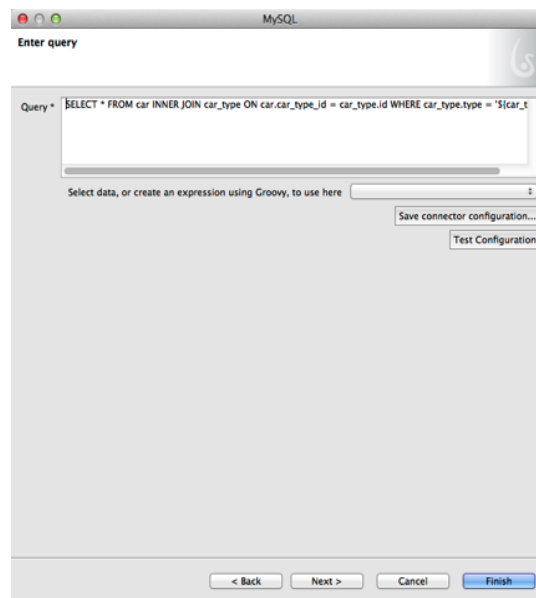 MySQL
Enter query
Query *
SELECT * FROM car INNER JOIN car_type ON car.car_type_id = car_type.id WHERE car_type.type = '${car_t
Select data, or create an expression using Groovy, to use here
Save connector configuration...
Test Configuration
< Back Next > Cancel Finish